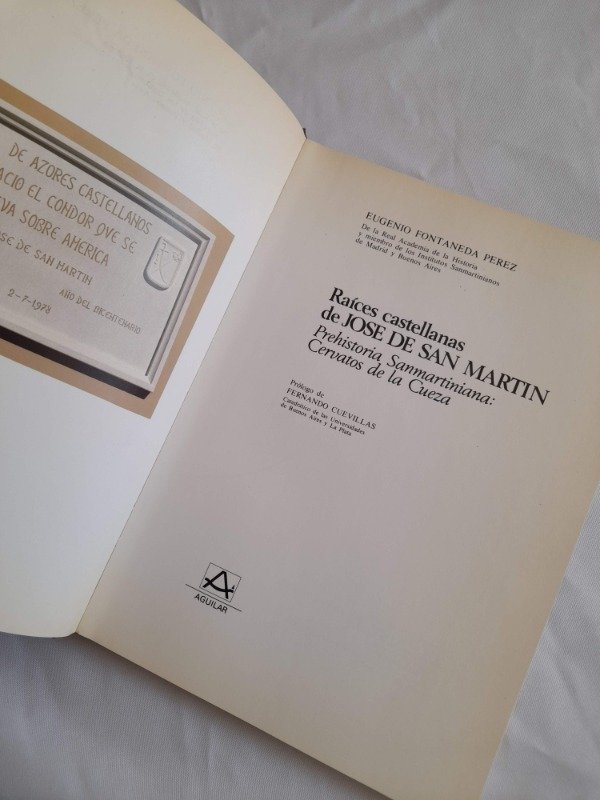 DE AZORES CASTELLANOS
ACIO EL CONDOR QVE SE
EVA SOBRE AMERICA
OSE DE SAN MARTIN
AÑO DEL BICENTENARIO
2-7-1978
EUGENIO FONTANEDA PEREZ
De la Real Academia de la Historia
y miembro de los Institutos Sanmartinianos
de Madrid y Buenos Aires
Raíces castellanas
de JOSE DE SAN MARTIN
Prehistoria Sanmartiniana:
Cervatos de la Cueza
Prólogo de
FERNANDO CUEVILLAS
Catedrático de las Universidades
de Buenos Aires y La Plata
A
AGUILAR